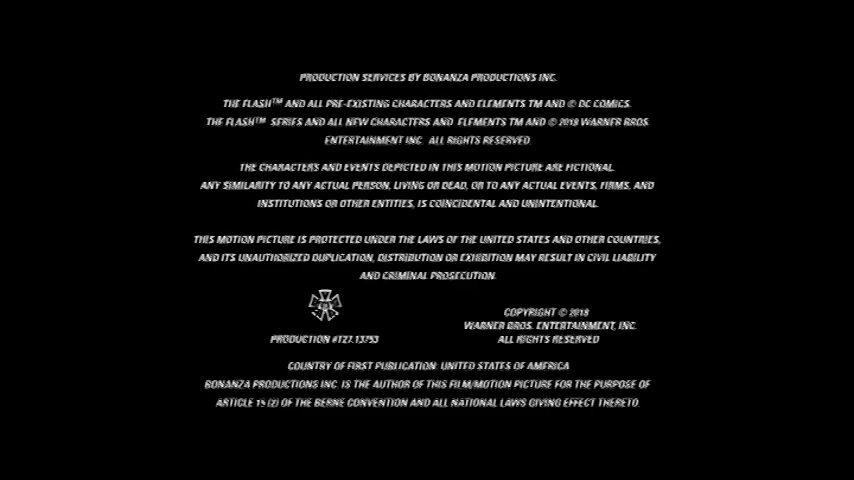 PRODUCTION SERVICES BY BONANZA PRODUCTIONS INC.
THE FLASH™ AND ALL PRE-EXISTING CHARACTERS AND ELEMENTS TM AND © DC COMICS.
THE FLASH™ SERIES AND ALL NEW CHARACTERS AND ELEMENTS TM AND © 2018 WARNER BROS.
ENTERTAINMENT INC. ALL RIGHTS RESERVED.
THE CHARACTERS AND EVENTS DEPICTED IN THIS MOTION PICTURE ARE FICTIONAL.
ANY SIMILARITY TO ANY ACTUAL PERSON, LIVING OR DEAD, OR TO ANY ACTUAL EVENTS, FIRMS, AND
INSTITUTIONS OR OTHER ENTITIES, IS COINCIDENTAL AND UNINTENTIONAL.
THIS MOTION PICTURE IS PROTECTED UNDER THE LAWS OF THE UNITED STATES AND OTHER COUNTRIES,
AND ITS UNAUTHORIZED DUPLICATION, DISTRIBUTION OR EXHIBITION MAY RESULT IN CIVIL LIABILITY
AND CRIMINAL PROSECUTION.
PRODUCTION #T27.13753
COPYRIGHT © 2018
WARNER BROS. ENTERTAINMENT, INC.
ALL RIGHTS RESERVED
COUNTRY OF FIRST PUBLICATION: UNITED STATES OF AMERICA
BONANZA PRODUCTIONS INC. IS THE AUTHOR OF THIS FILM/MOTION PICTURE FOR THE PURPOSE OF
ARTICLE 15 (2) OF THE BERNE CONVENTION AND ALL NATIONAL LAWS GIVING EFFECT THERETO.